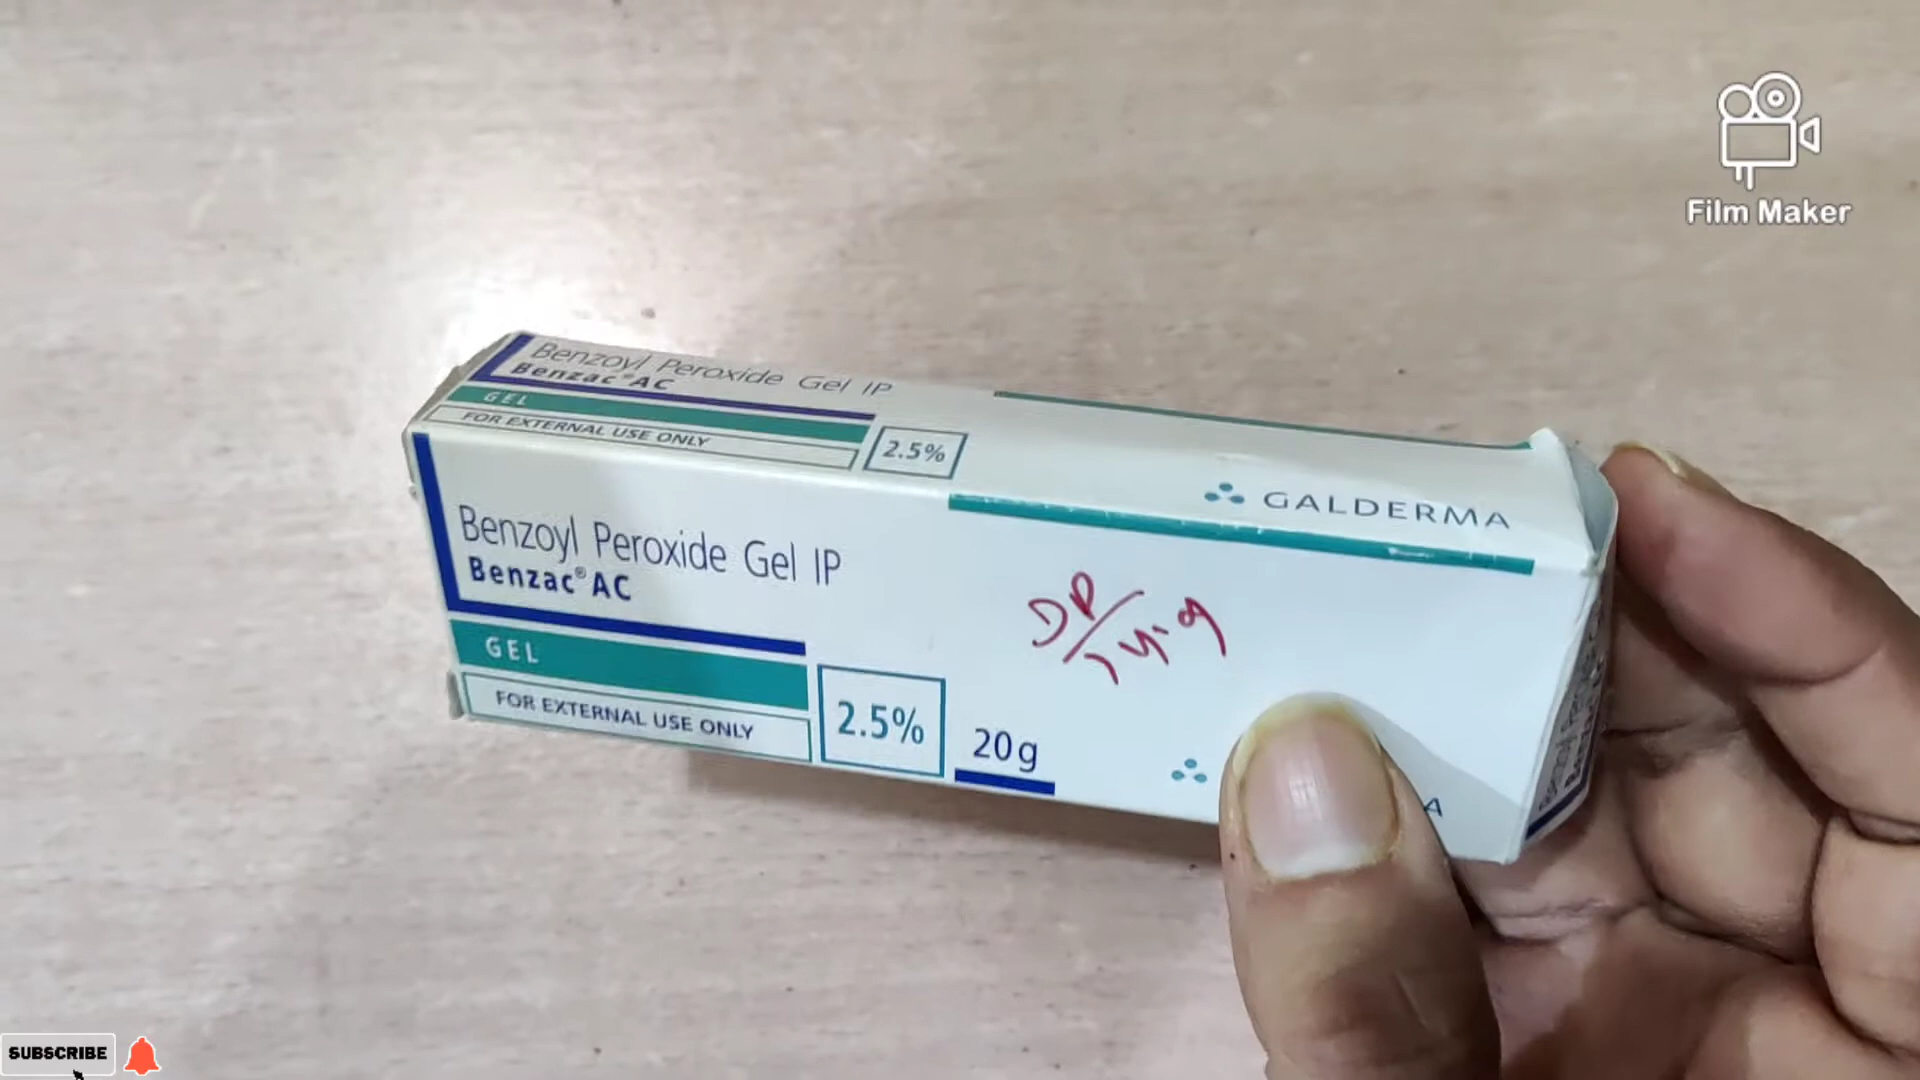 Film Maker
Benzoyl Peroxide Gel IP
Benzac® AC
GEL
FOR EXTERNAL USE ONLY
2.5%
GALDERMA
Benzoyl Peroxide Gel IP
Benzac® AC
GEL
FOR EXTERNAL USE ONLY
2.5%
20g
A
SUBSCRIBE